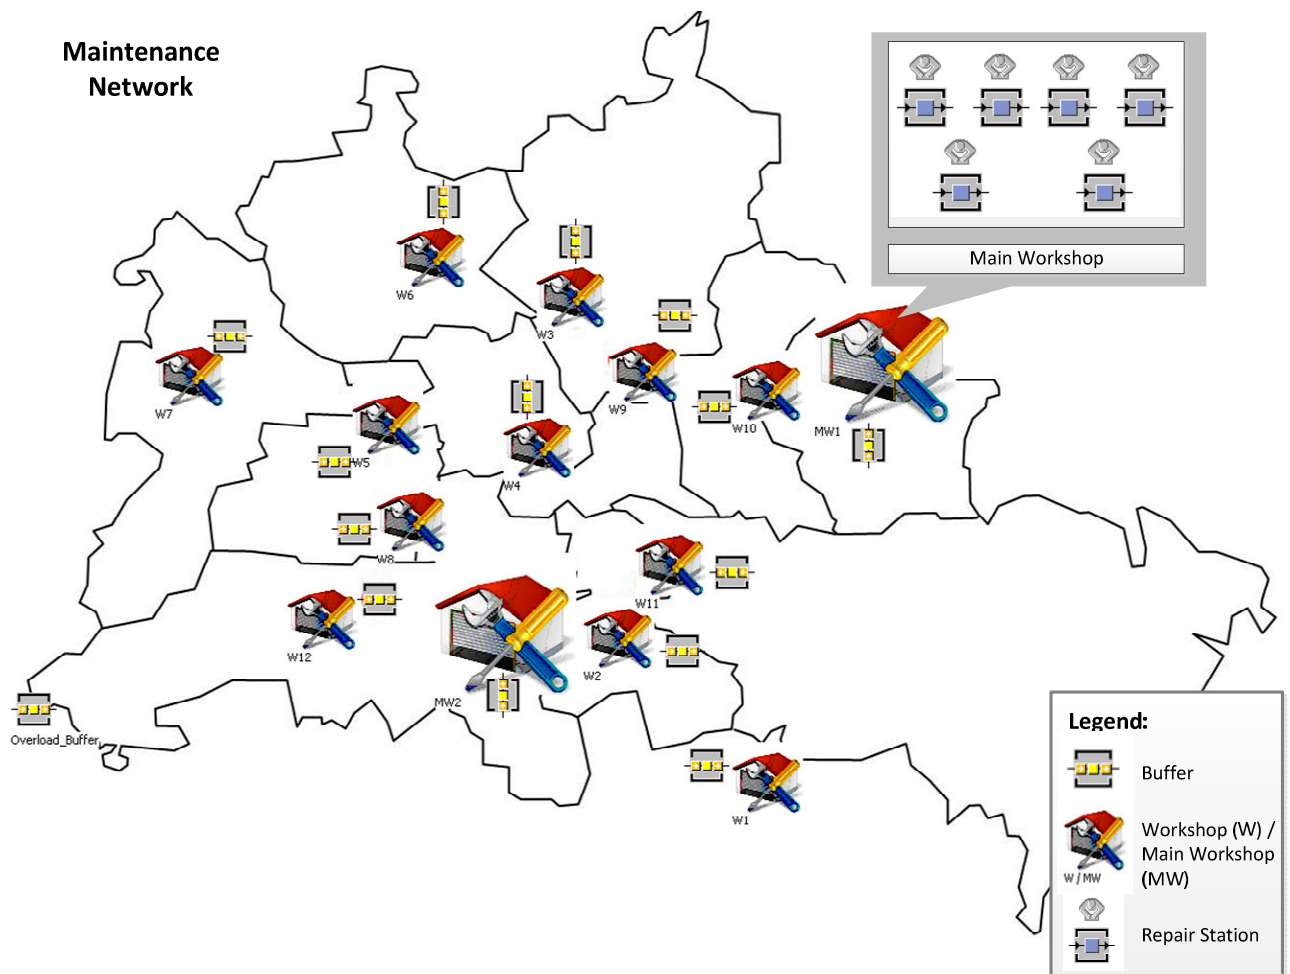 Maintenance
Network
Main Workshop
W6
W3
W7
W9
W10
MW1
W5
W4
W8
W11
W12
W2
MW2
Overload_Buffer
W1
Legend:
Buffer
Workshop (W) /
Main Workshop
(MW)
W / MW
Repair Station